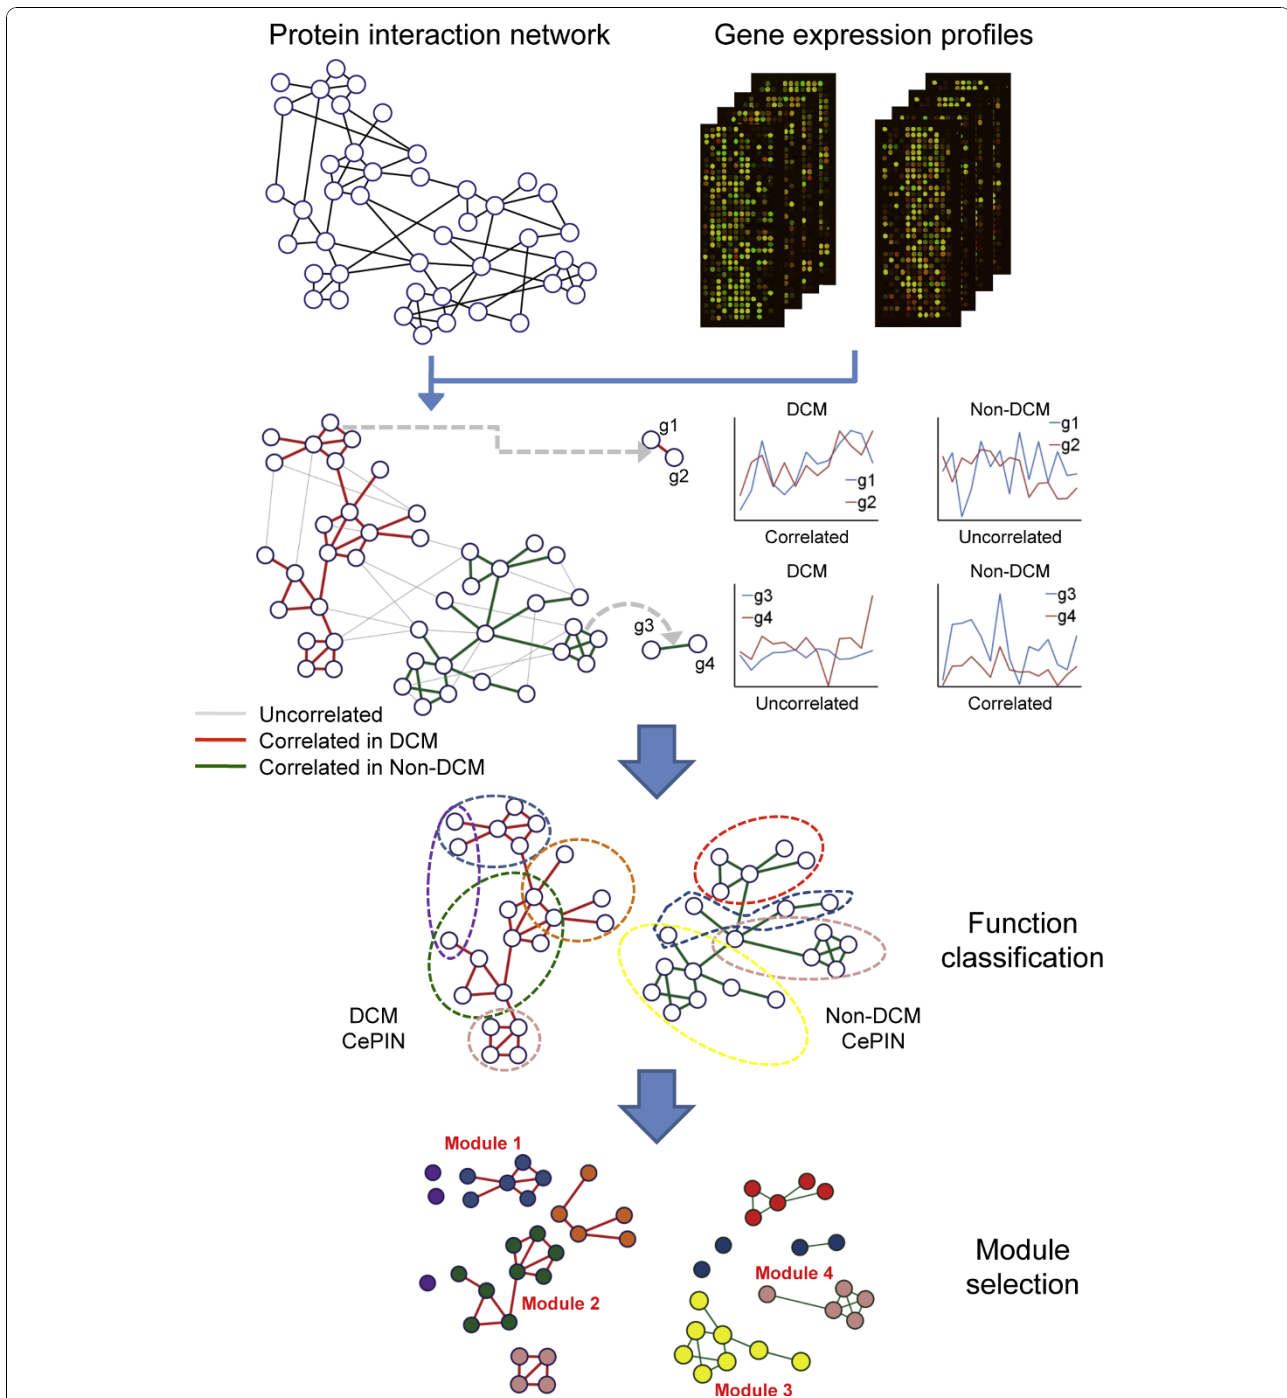 Protein interaction network
Gene expression profiles
g1
g2
DCM
g1
g2
Correlated
Non-DCM
g1
g2
Uncorrelated
g3
g4
DCM
g3
g4
Uncorrelated
Non-DCM
g3
g4
Correlated
Uncorrelated
Correlated in DCM
Correlated in Non-DCM
Function
classification
DCM
CePIN
Non-DCM
CePIN
Module 1
Module 2
Module 4
Module 3
Module
selection